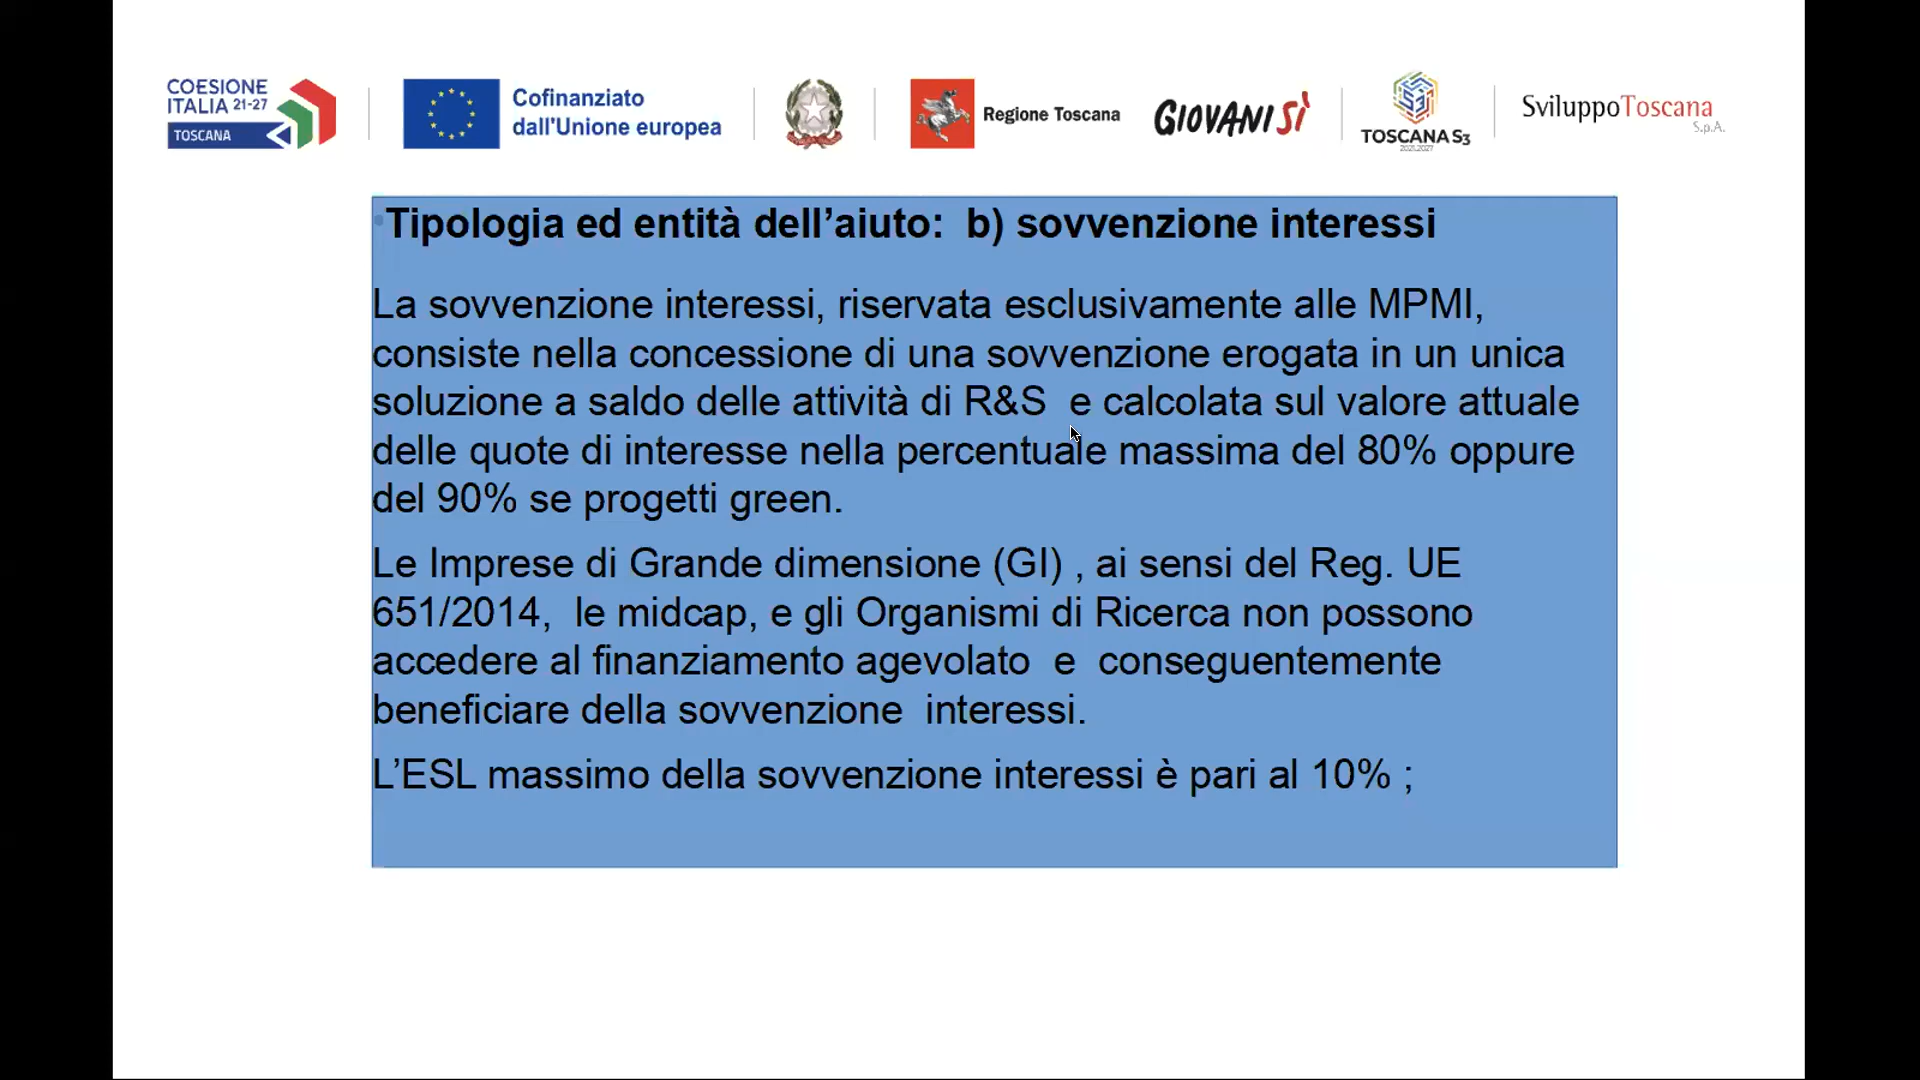 COESIONE
ITALIA 21-27
TOSCANA
Cofinanziato
dall'Unione europea
Regione Toscana
GIOVANISÌ
TOSCANA S3
2021.2027
SviluppoToscana
S.p.A.
Tipologia ed entità dell’aiuto:  b) sovvenzione interessi
La sovvenzione interessi, riservata esclusivamente alle MPMI,
consiste nella concessione di una sovvenzione erogata in un unica
soluzione a saldo delle attività di R&S  e calcolata sul valore attuale
delle quote di interesse nella percentuale massima del 80% oppure
del 90% se progetti green.
Le Imprese di Grande dimensione (GI) , ai sensi del Reg. UE
651/2014,  le midcap, e gli Organismi di Ricerca non possono
accedere al finanziamento agevolato  e  conseguentemente
beneficiare della sovvenzione  interessi.
L’ESL massimo della sovvenzione interessi è pari al 10% ;